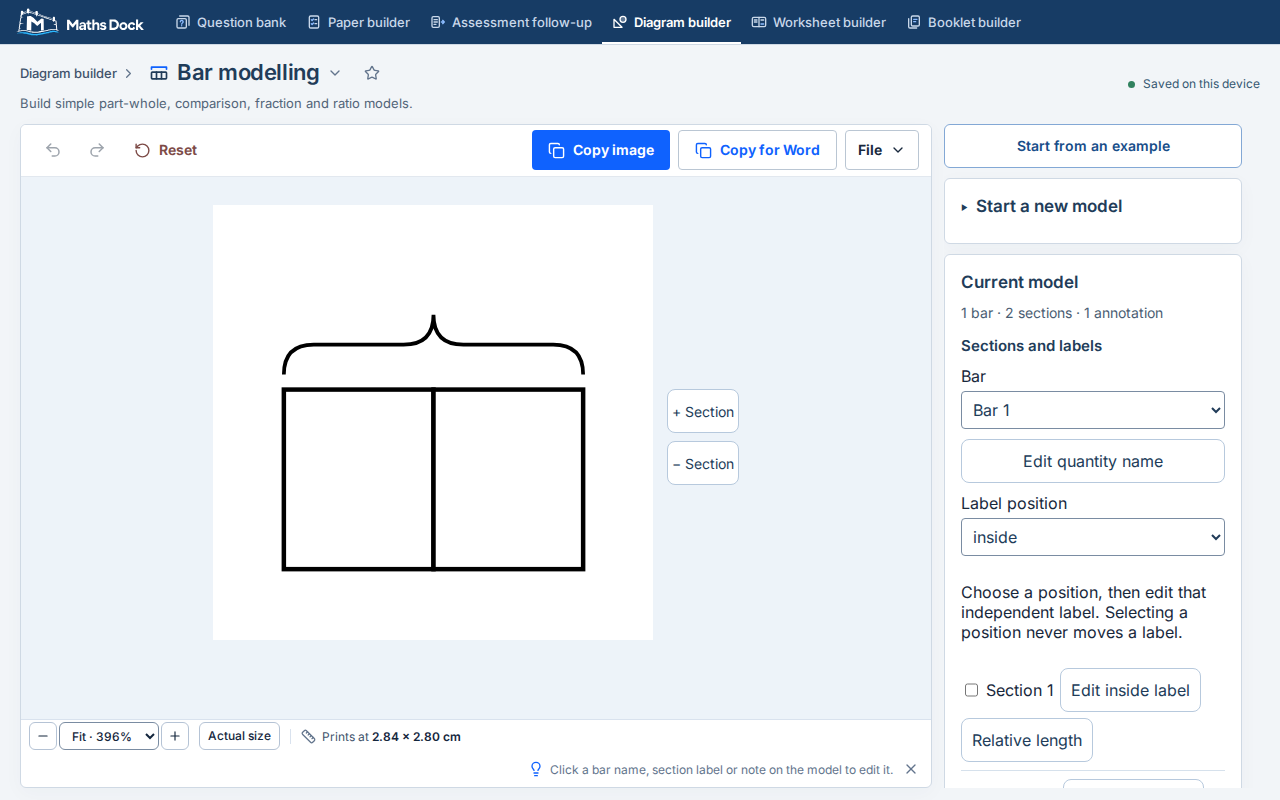 Maths Dock
Question bank
Paper builder
Assessment follow-up
Diagram builder
Worksheet builder
Booklet builder
Diagram builder
Bar modelling
Build simple part-whole, comparison, fraction and ratio models.
Saved on this device
Reset
Copy image
Copy for Word
File
Start from an example
Start a new model
Current model
1 bar · 2 sections · 1 annotation
Sections and labels
Bar
Bar 1
Edit quantity name
Label position
inside
Choose a position, then edit that
independent label. Selecting a
position never moves a label.
Section 1 Edit inside label
Relative length
+ Section
− Section
− Fit · 396% +
Actual size
Prints at 2.84 × 2.80 cm
Click a bar name, section label or note on the model to edit it.